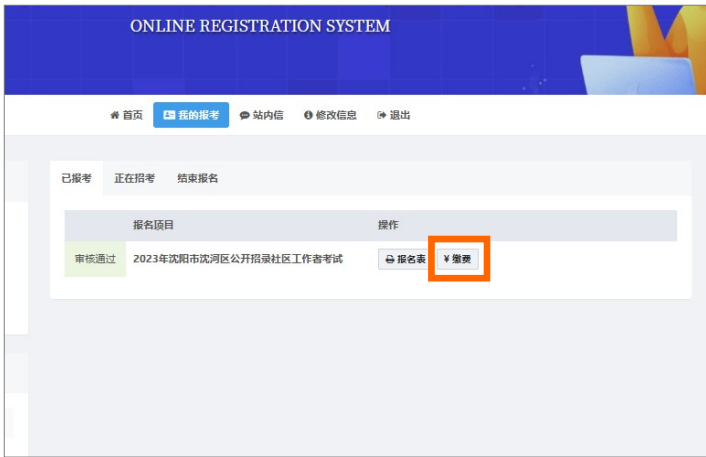 ONLINE REGISTRATION SYSTEM
首页 我的报考 站内信 修改信息 退出
已报考 正在招考 结束报名
报名项目 操作
审核通过 2023年沈阳市沈河区公开招录社区工作者考试 报名表 ¥缴费